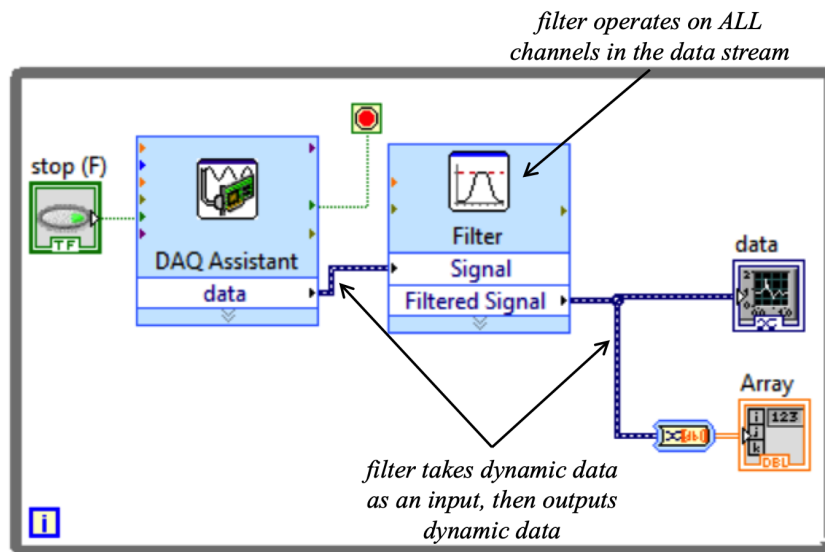 filter operates on ALL
channels in the data stream
stop (F)
TF
DAQ Assistant
data
Filter
Signal
Filtered Signal
data
Array
i
j
k
123
DBL
filter takes dynamic data
as an input, then outputs
dynamic data
i